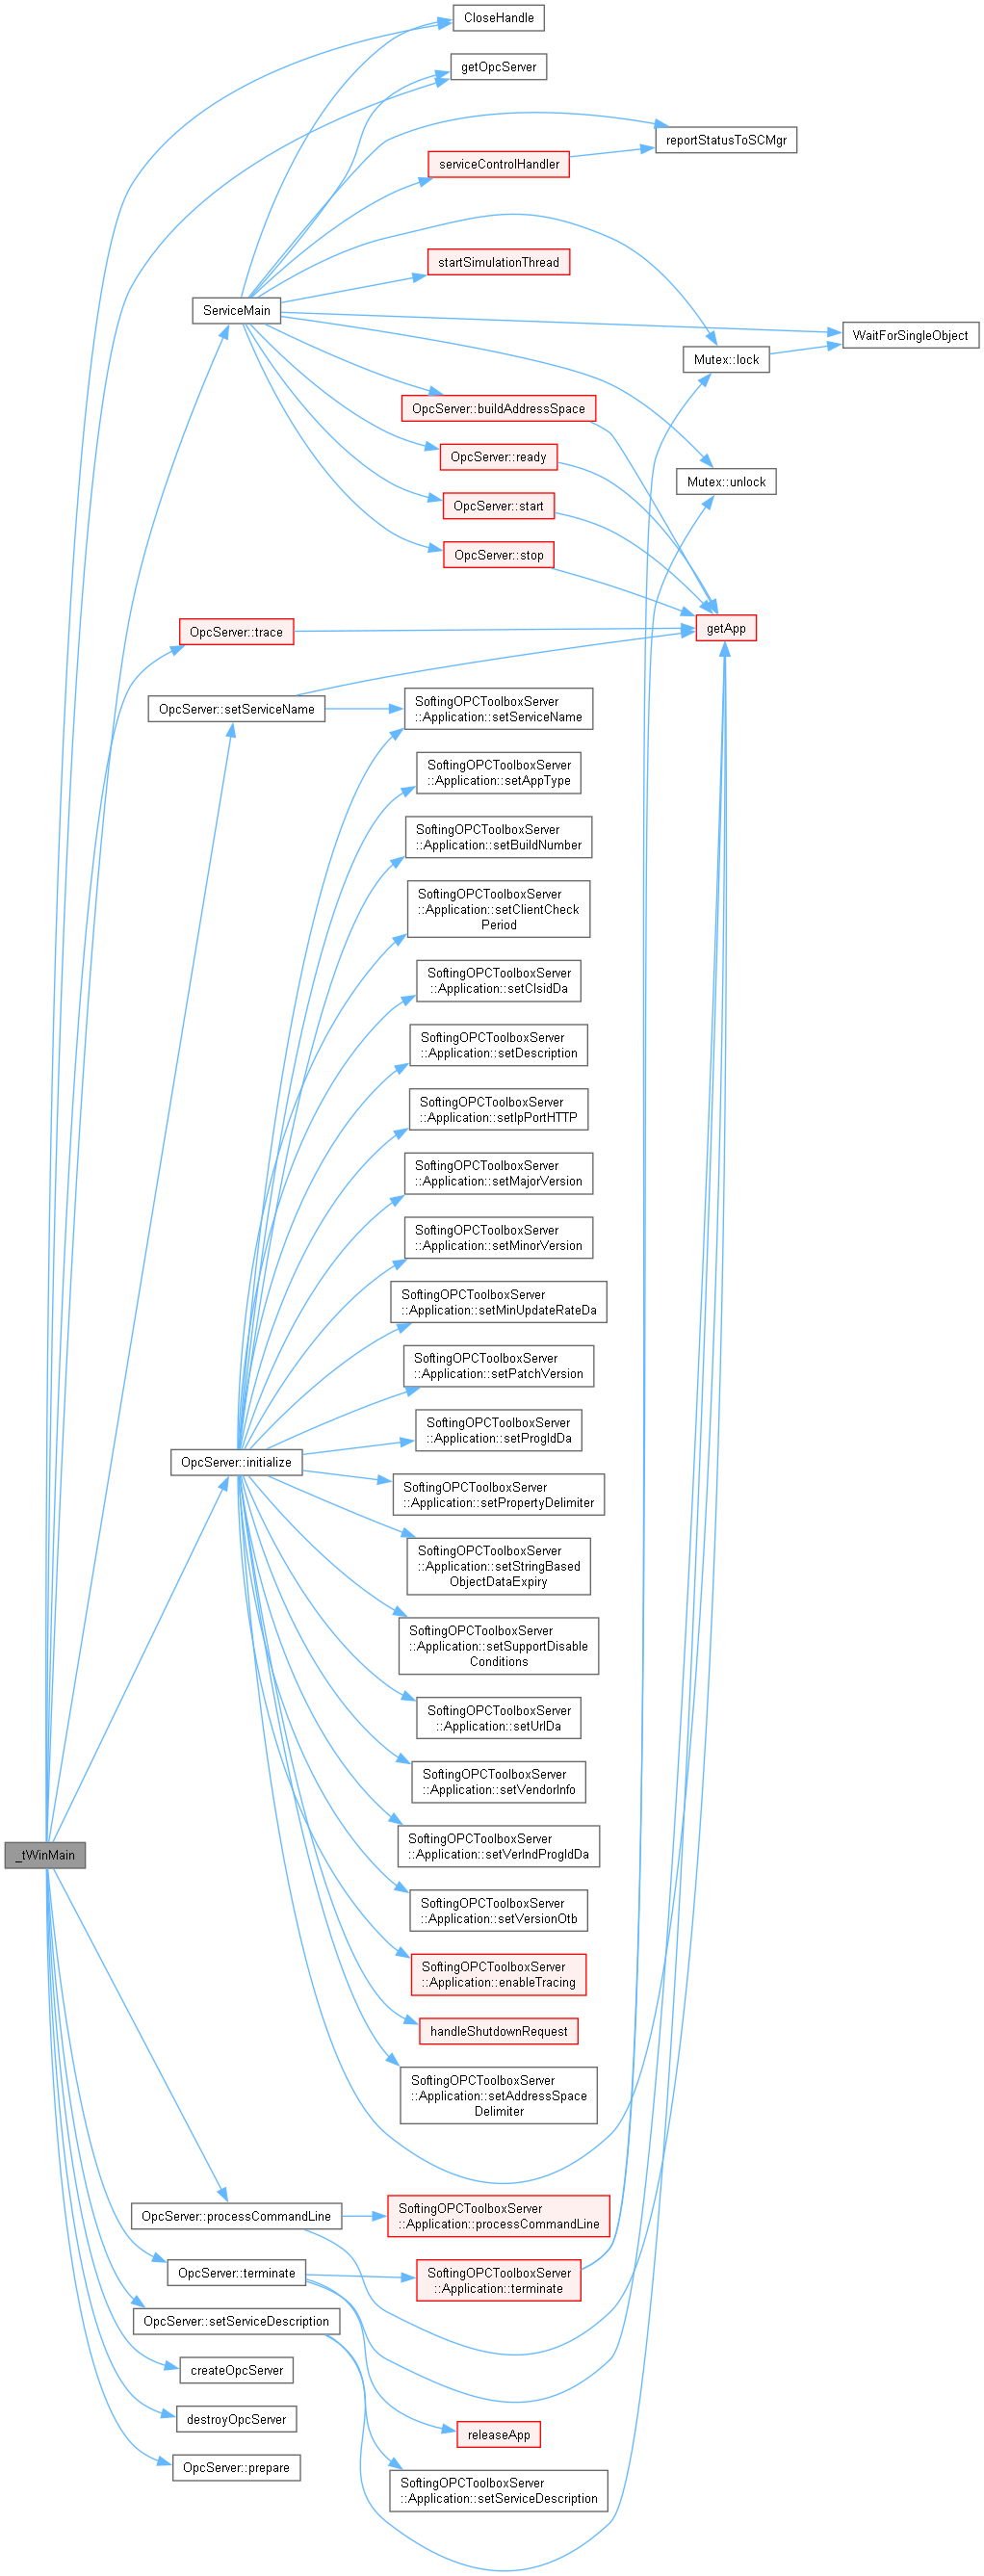 CloseHandle
getOpcServer
reportStatusToSCMgr
serviceControlHandler
startSimulationThread
ServiceMain
WaitForSingleObject
Mutex::lock
OpcServer::buildAddressSpace
OpcServer::ready
Mutex::unlock
OpcServer::start
OpcServer::stop
getApp
OpcServer::trace
OpcServer::setServiceName
SoftingOPCToolboxServer
::Application::setServiceName
SoftingOPCToolboxServer
::Application::setAppType
SoftingOPCToolboxServer
::Application::setBuildNumber
SoftingOPCToolboxServer
::Application::setClientCheck
Period
SoftingOPCToolboxServer
::Application::setClsidDa
SoftingOPCToolboxServer
::Application::setDescription
SoftingOPCToolboxServer
::Application::setIpPortHTTP
SoftingOPCToolboxServer
::Application::setMajorVersion
SoftingOPCToolboxServer
::Application::setMinorVersion
SoftingOPCToolboxServer
::Application::setMinUpdateRateDa
SoftingOPCToolboxServer
::Application::setPatchVersion
SoftingOPCToolboxServer
::Application::setProgIdDa
OpcServer::initialize
SoftingOPCToolboxServer
::Application::setPropertyDelimiter
SoftingOPCToolboxServer
::Application::setStringBased
ObjectDataExpiry
SoftingOPCToolboxServer
::Application::setSupportDisable
Conditions
SoftingOPCToolboxServer
::Application::setUrlDa
SoftingOPCToolboxServer
::Application::setVendorInfo
SoftingOPCToolboxServer
::Application::setVerIndProgIdDa
_tWinMain
SoftingOPCToolboxServer
::Application::setVersionOtb
SoftingOPCToolboxServer
::Application::enableTracing
handleShutdownRequest
SoftingOPCToolboxServer
::Application::setAddressSpace
Delimiter
OpcServer::processCommandLine
SoftingOPCToolboxServer
::Application::processCommandLine
OpcServer::terminate
SoftingOPCToolboxServer
::Application::terminate
OpcServer::setServiceDescription
createOpcServer
destroyOpcServer
releaseApp
OpcServer::prepare
SoftingOPCToolboxServer
::Application::setServiceDescription